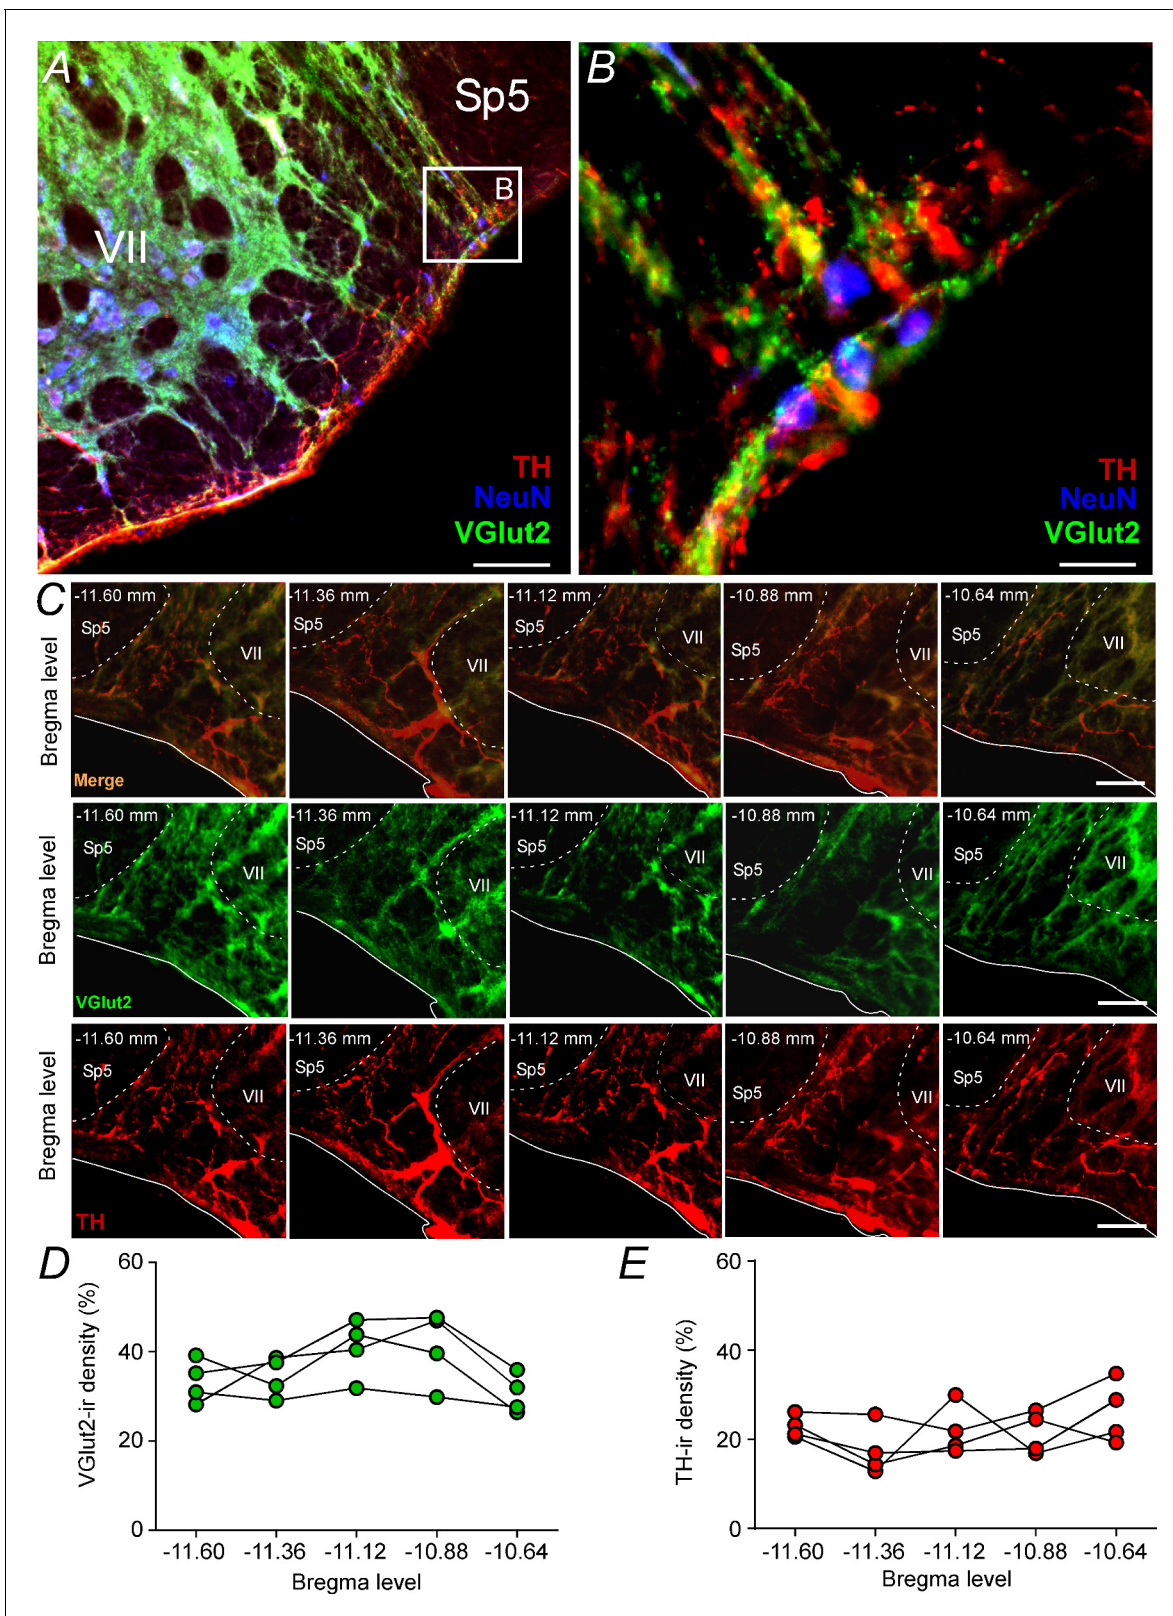 A
Sp5
B
VII
TH
NeuN
VGlut2
B
TH
NeuN
VGlut2
C
Bregma level
-11.60 mm
Sp5
VII
Merge
-11.36 mm
Sp5
VII
-11.12 mm
Sp5
VII
-10.88 mm
Sp5
VII
-10.64 mm
Sp5
VII
Bregma level
-11.60 mm
Sp5
VII
VGlut2
-11.36 mm
Sp5
VII
-11.12 mm
Sp5
VII
-10.88 mm
Sp5
VII
-10.64 mm
Sp5
VII
Bregma level
-11.60 mm
Sp5
VII
TH
-11.36 mm
Sp5
VII
-11.12 mm
Sp5
VII
-10.88 mm
Sp5
VII
-10.64 mm
Sp5
VII
D
VGlut2-ir density (%)
60
40
20
0
-11.60 -11.36 -11.12 -10.88 -10.64
Bregma level
E
TH-ir density (%)
60
40
20
0
-11.60 -11.36 -11.12 -10.88 -10.64
Bregma level